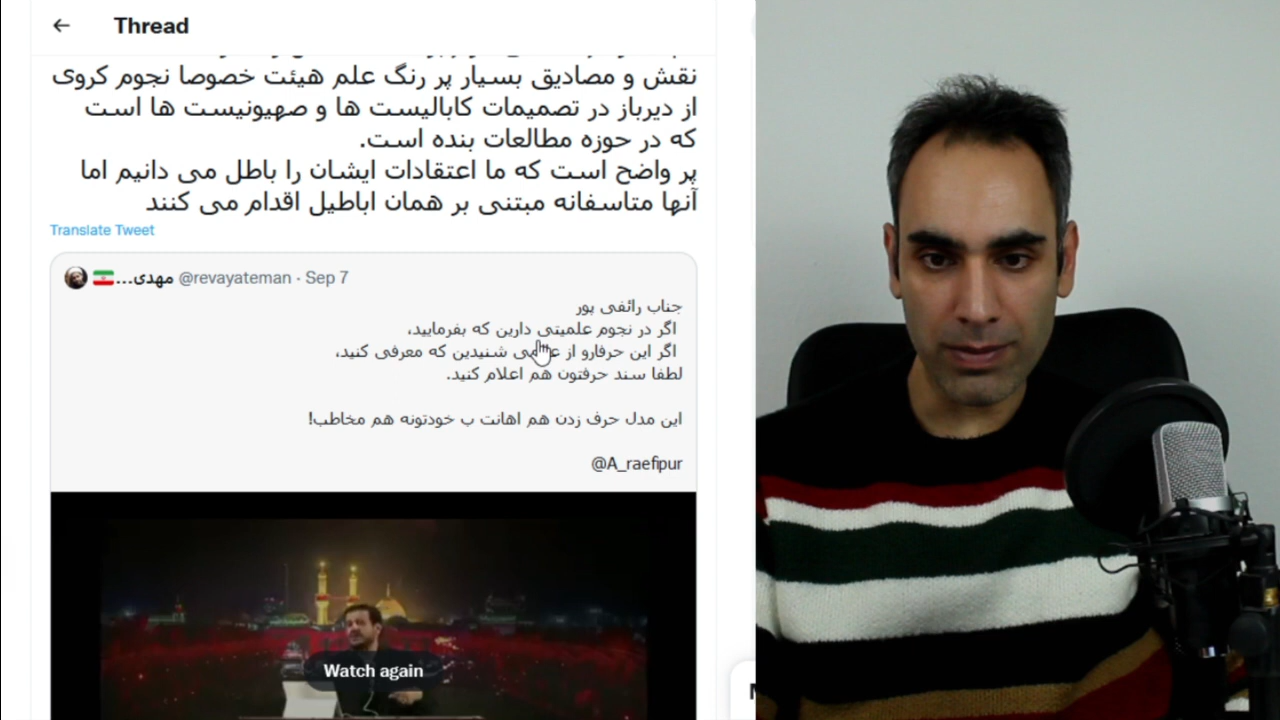 Thread
نقش و مصادیق بسیار پر رنگ علم هیئت خصوصا نجوم کروی
از دیرباز در تصمیمات کابالیست ها و صهیونیست ها است
که در حوزه مطالعات بنده است.
پر واضح است که ما اعتقادات ایشان را باطل می دانیم اما
آنها متاسفانه مبتنی بر همان اباطیل اقدام می کنند
Translate Tweet
مهدی... @revayateman · Sep 7
جناب رائفی پور
اگر در نجوم علمیتی دارین که بفرمایید،
اگر این حرفارو از شنیدین که معرفی کنید،
لطفا سند حرفتون هم اعلام کنید.
این مدل حرف زدن هم اهانت ب خودتونه هم مخاطب!
@A_raefipur
Watch again